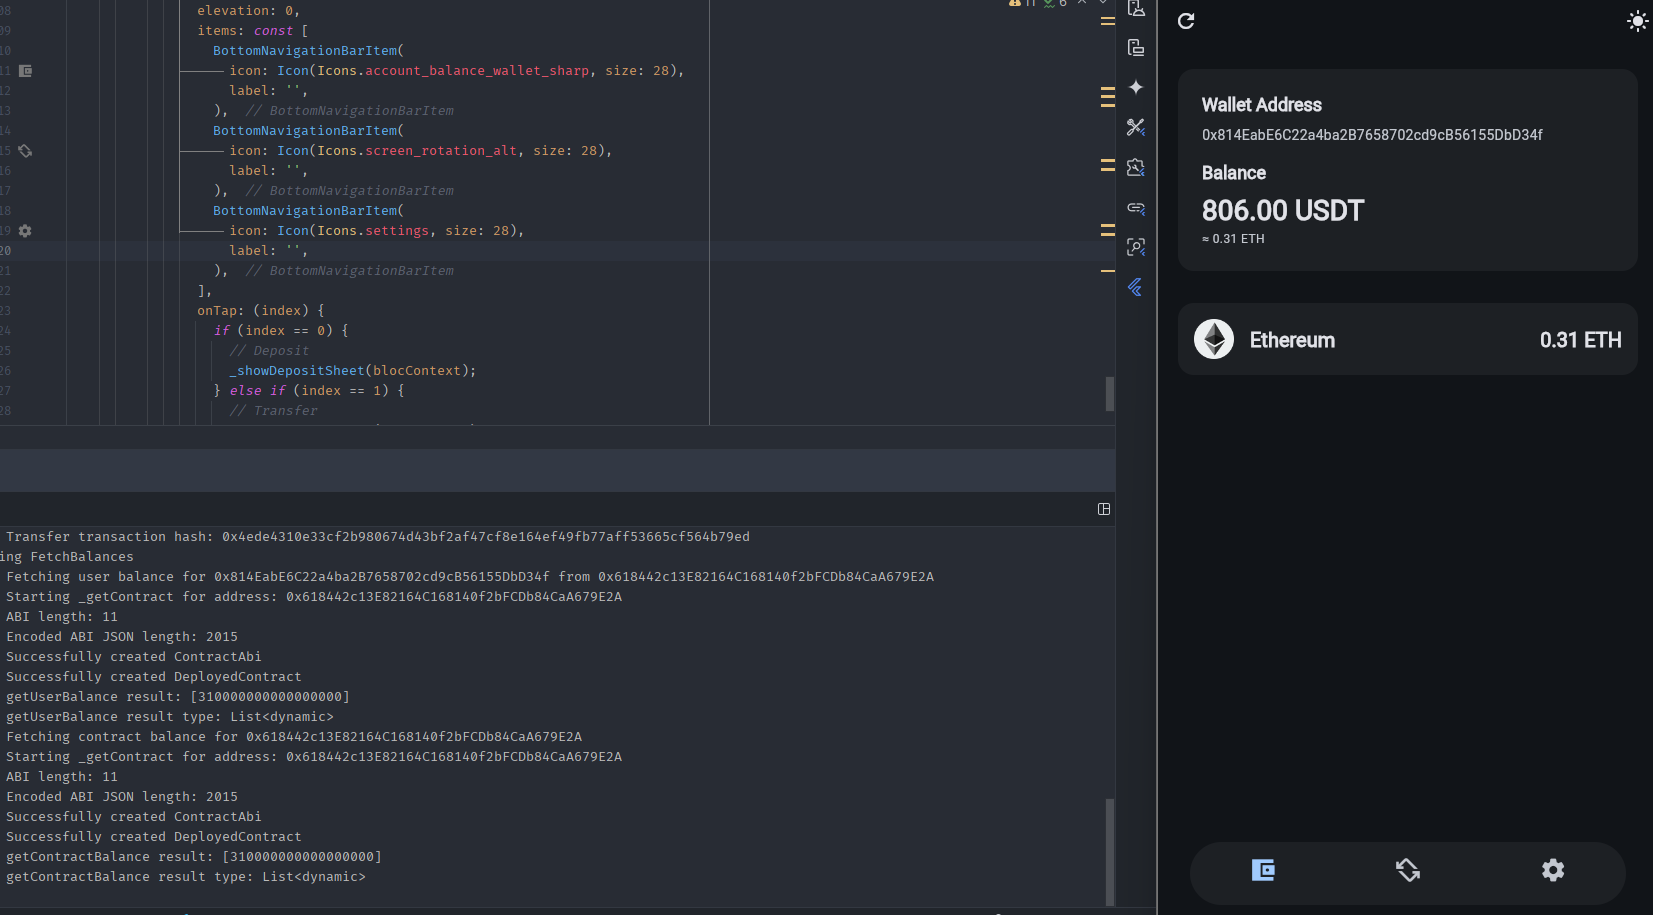 08 elevation: 0,
09 items: const [
10 BottomNavigationBarItem(
11 icon: Icon(Icons.account_balance_wallet_sharp, size: 28),
12 label: '',
13 ), // BottomNavigationBarItem
14 BottomNavigationBarItem(
15 icon: Icon(Icons.screen_rotation_alt, size: 28),
16 label: '',
17 ), // BottomNavigationBarItem
18 BottomNavigationBarItem(
19 icon: Icon(Icons.settings, size: 28),
20 label: '',
21 ), // BottomNavigationBarItem
22 ],
23 onTap: (index) {
24 if (index == 0) {
25 // Deposit
26 _showDepositSheet(blocContext);
27 } else if (index == 1) {
28 // Transfer
11 6
Transfer transaction hash: 0x4ede4310e33cf2b980674d43bf2af47cf8e164ef49fb77aff53665cf564b79ed
ing FetchBalances
Fetching user balance for 0x814EabE6C22a4ba2B7658702cd9cB56155DbD34f from 0x618442c13E82164C168140f2bFCDb84CaA679E2A
Starting _getContract for address: 0x618442c13E82164C168140f2bFCDb84CaA679E2A
ABI length: 11
Encoded ABI JSON length: 2015
Successfully created ContractAbi
Successfully created DeployedContract
getUserBalance result: [310000000000000000]
getUserBalance result type: List<dynamic>
Fetching contract balance for 0x618442c13E82164C168140f2bFCDb84CaA679E2A
Starting _getContract for address: 0x618442c13E82164C168140f2bFCDb84CaA679E2A
ABI length: 11
Encoded ABI JSON length: 2015
Successfully created ContractAbi
Successfully created DeployedContract
getContractBalance result: [310000000000000000]
getContractBalance result type: List<dynamic>
Wallet Address
0x814EabE6C22a4ba2B7658702cd9cB56155DbD34f
Balance
806.00 USDT
≈ 0.31 ETH
Ethereum 0.31 ETH